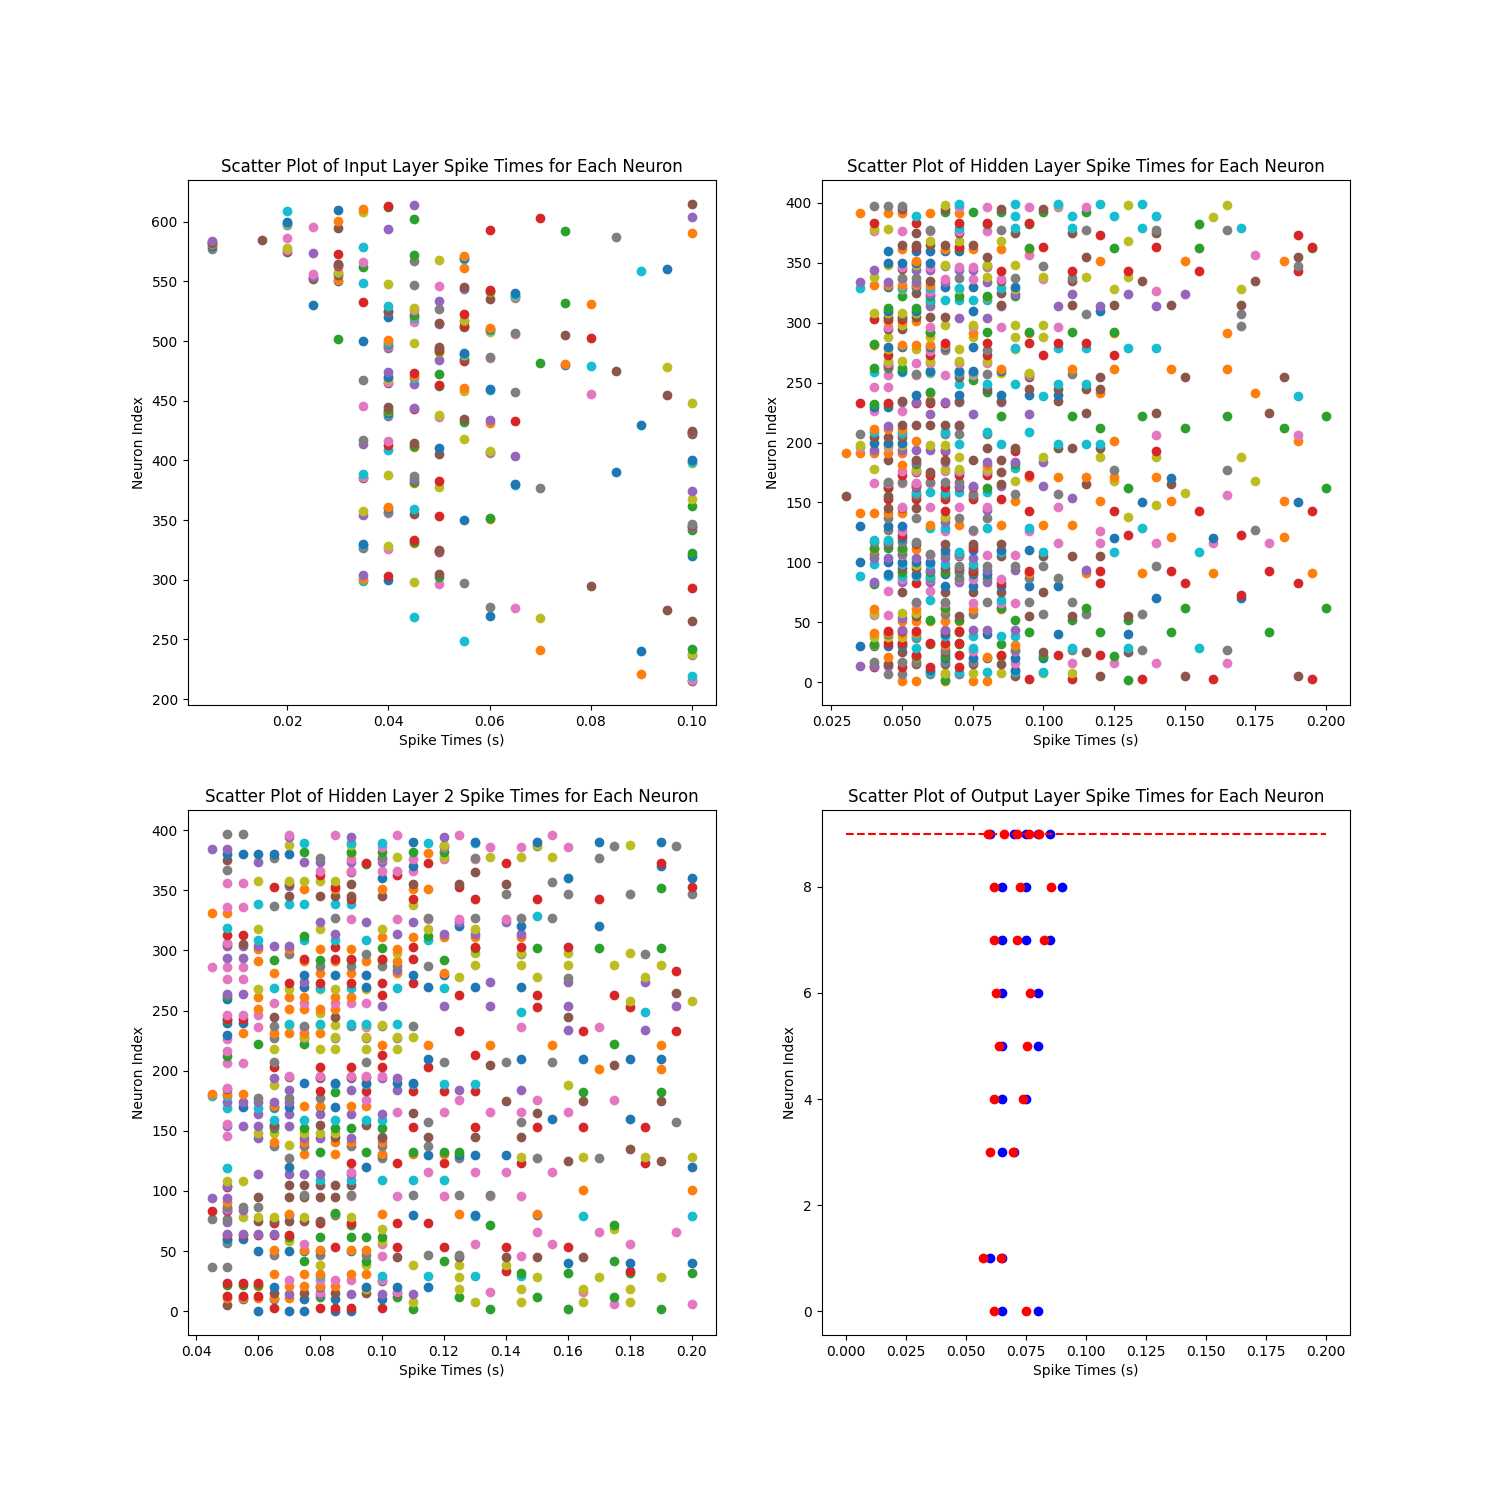 Scatter Plot of Input Layer Spike Times for Each Neuron
600
550
500
450
400
350
300
250
200
Neuron Index
0.02 0.04 0.06 0.08 0.10
Spike Times (s)
Scatter Plot of Hidden Layer Spike Times for Each Neuron
400
350
300
250
200
150
100
50
0
Neuron Index
0.025 0.050 0.075 0.100 0.125 0.150 0.175 0.200
Spike Times (s)
Scatter Plot of Hidden Layer 2 Spike Times for Each Neuron
400
350
300
250
200
150
100
50
0
Neuron Index
0.04 0.06 0.08 0.10 0.12 0.14 0.16 0.18 0.20
Spike Times (s)
Scatter Plot of Output Layer Spike Times for Each Neuron
8
6
4
2
0
Neuron Index
0.000 0.025 0.050 0.075 0.100 0.125 0.150 0.175 0.200
Spike Times (s)